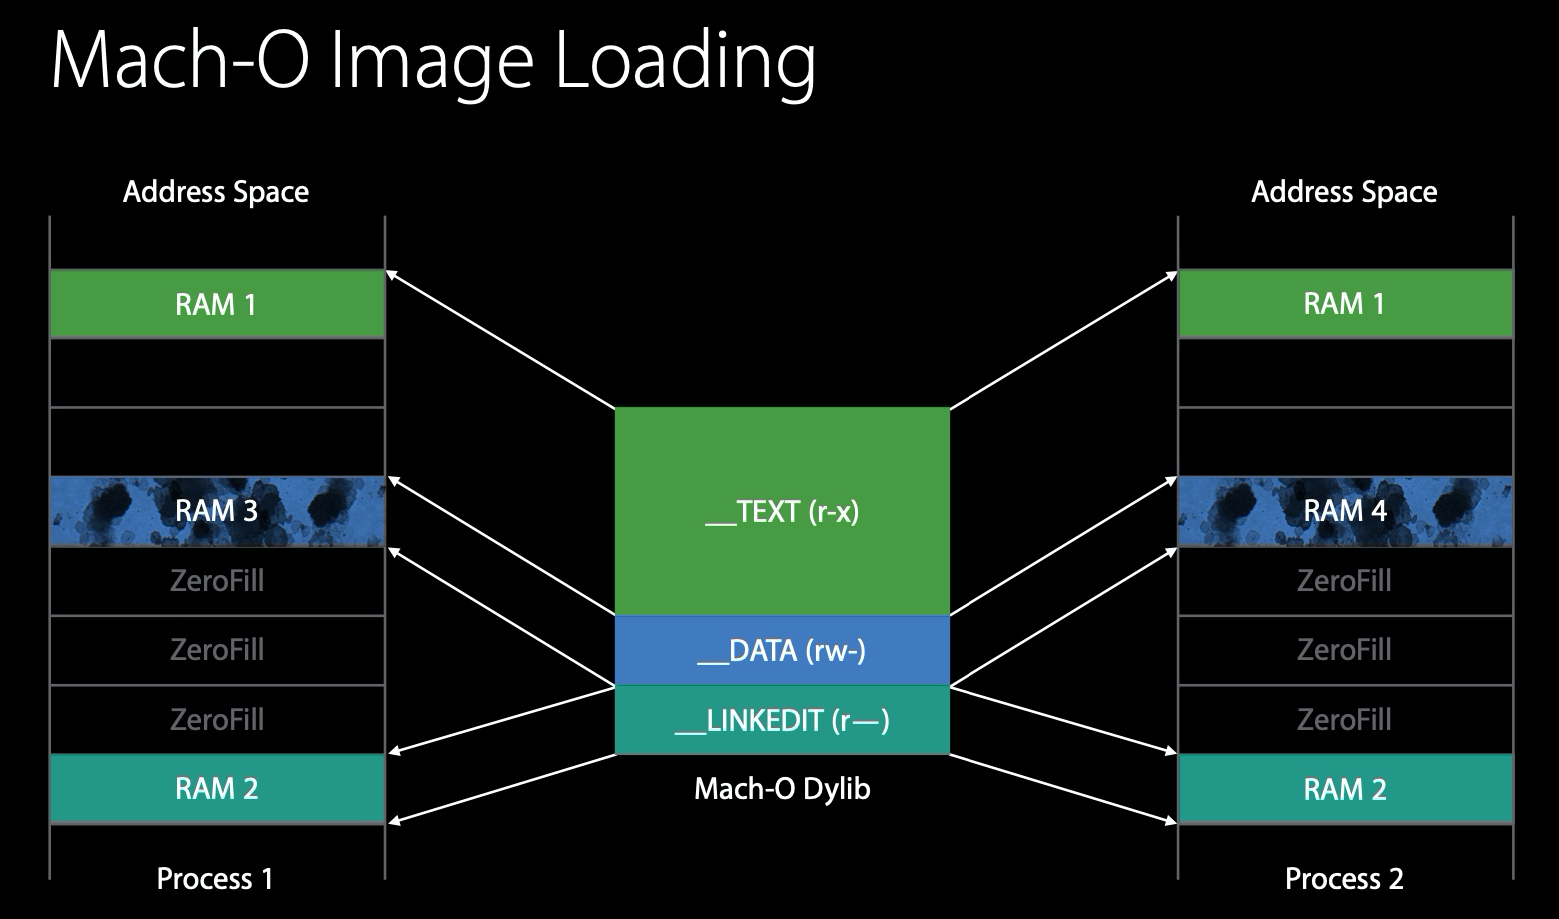 Mach-O Image Loading
Address Space
Address Space
RAM 1
RAM 1
RAM 3
__TEXT (r-x)
RAM 4
ZeroFill
ZeroFill
ZeroFill
__DATA (rw-)
ZeroFill
ZeroFill
__LINKEDIT (r—)
ZeroFill
RAM 2
Mach-O Dylib
RAM 2
Process 1
Process 2